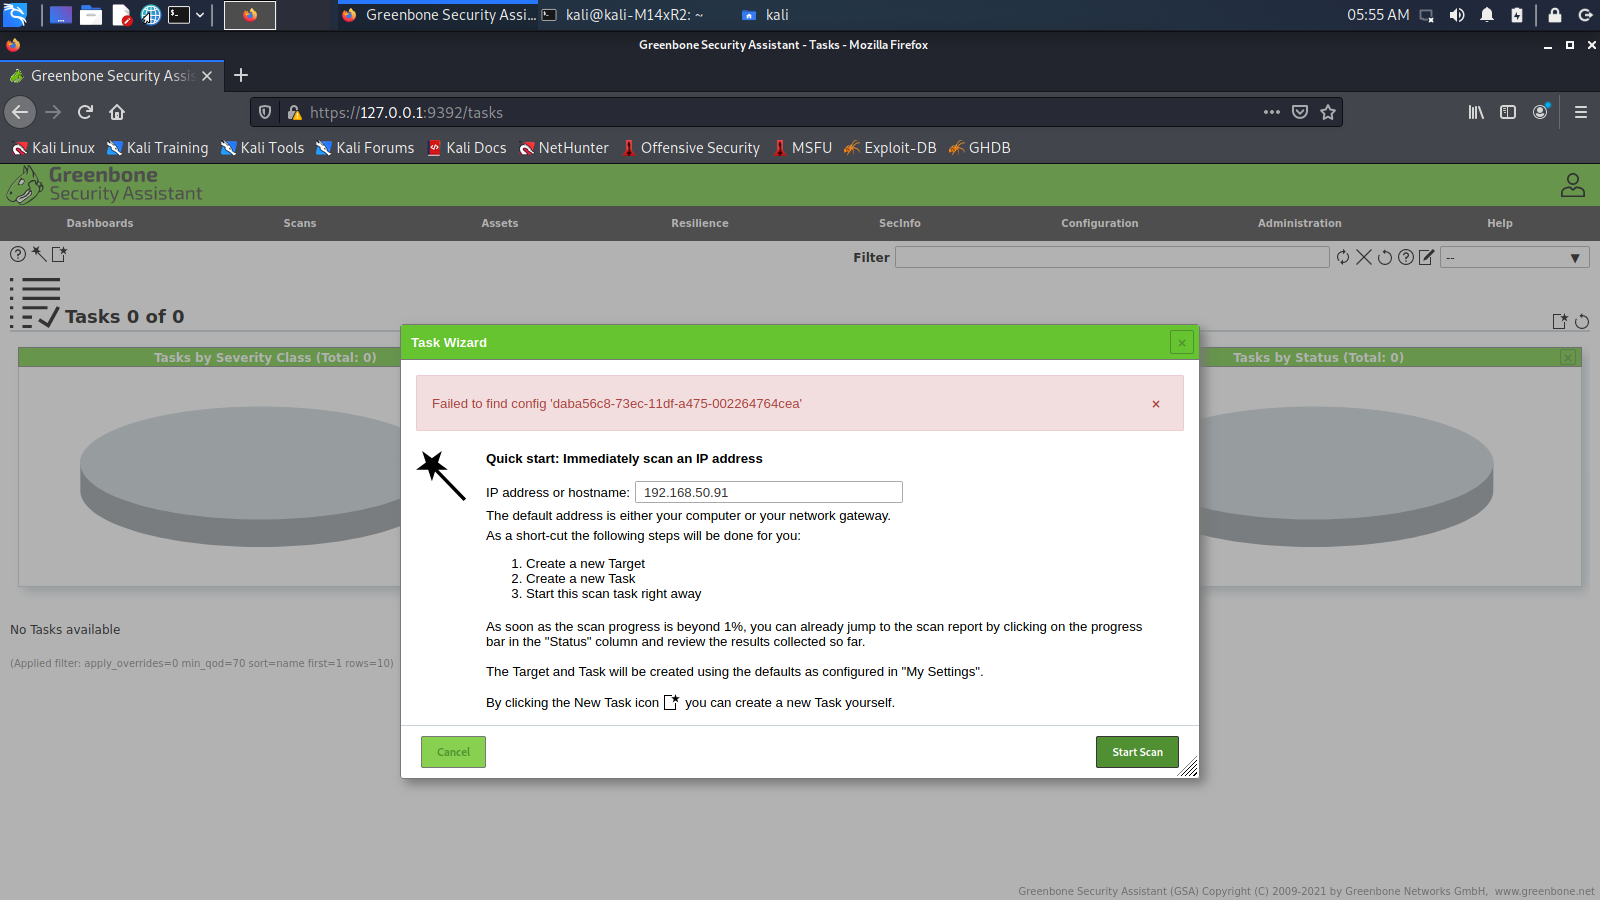 Greenbone Security Assi...
kali@kali-M14xR2: ~
kali
05:55 AM
Greenbone Security Assistant - Tasks - Mozilla Firefox
Greenbone Security Assis
https://127.0.0.1:9392/tasks
Kali Linux
Kali Training
Kali Tools
Kali Forums
Kali Docs
NetHunter
Offensive Security
MSFU
Exploit-DB
GHDB
Greenbone
Security Assistant
Dashboards
Scans
Assets
Resilience
SecInfo
Configuration
Administration
Help
Filter
--
Tasks 0 of 0
Tasks by Severity Class (Total: 0)
Tasks by Status (Total: 0)
Task Wizard
Failed to find config 'daba56c8-73ec-11df-a475-002264764cea'
Quick start: Immediately scan an IP address
IP address or hostname: 192.168.50.91
The default address is either your computer or your network gateway.
As a short-cut the following steps will be done for you:
1. Create a new Target
2. Create a new Task
3. Start this scan task right away
As soon as the scan progress is beyond 1%, you can already jump to the scan report by clicking on the progress
bar in the "Status" column and review the results collected so far.
The Target and Task will be created using the defaults as configured in "My Settings".
By clicking the New Task icon you can create a new Task yourself.
Cancel
Start Scan
No Tasks available
(Applied filter: apply_overrides=0 min_qod=70 sort=name first=1 rows=10)
Greenbone Security Assistant (GSA) Copyright (C) 2009-2021 by Greenbone Networks GmbH, www.greenbone.net